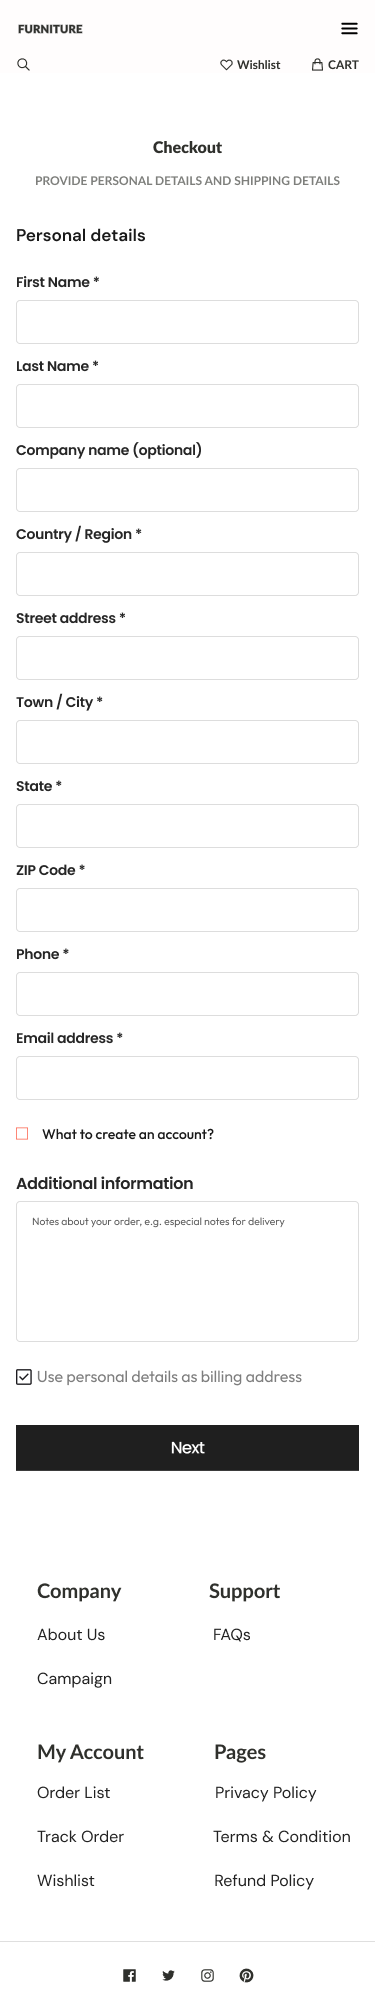 FURNITURE
Wishlist CART
Checkout
PROVIDE PERSONAL DETAILS AND SHIPPING DETAILS
Personal details
First Name *
Last Name *
Company name (optional)
Country / Region *
Street address *
Town / City *
State *
ZIP Code *
Phone *
Email address *
What to create an account?
Additional information
Notes about your order, e.g. especial notes for delivery
Use personal details as billing address
Next
Company
About Us
Campaign
Support
FAQs
My Account
Order List
Track Order
Wishlist
Pages
Privacy Policy
Terms & Condition
Refund Policy